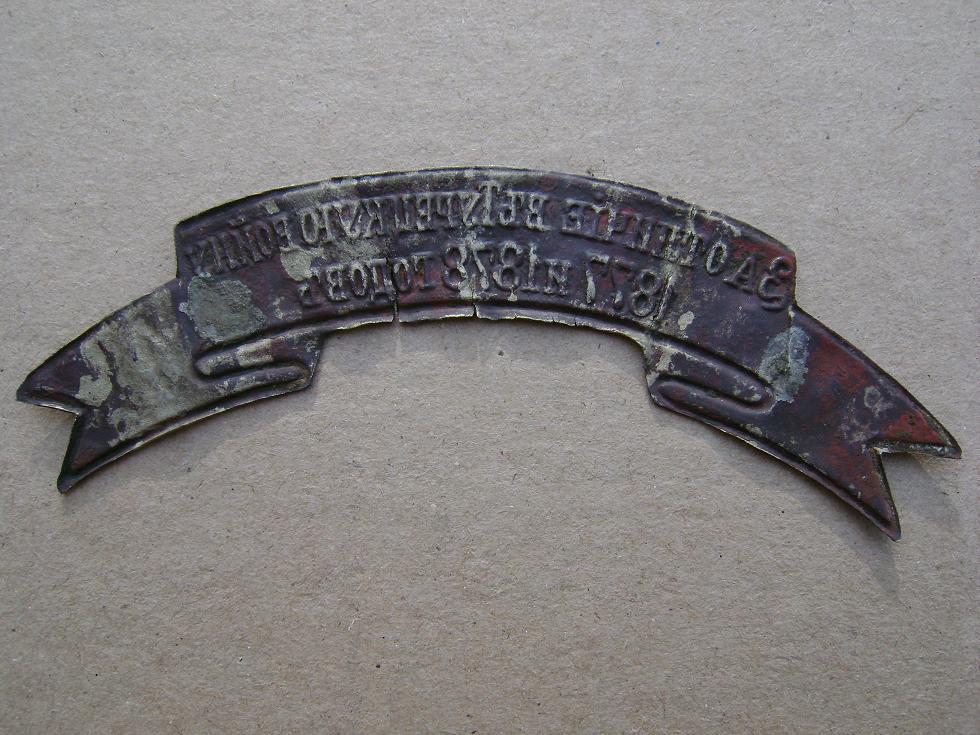 ЗА ОТЛИЧІЕ ВЪ ТУРЕЦКУЮ ВОЙНУ
1877 И 1878 ГОДОВЪ